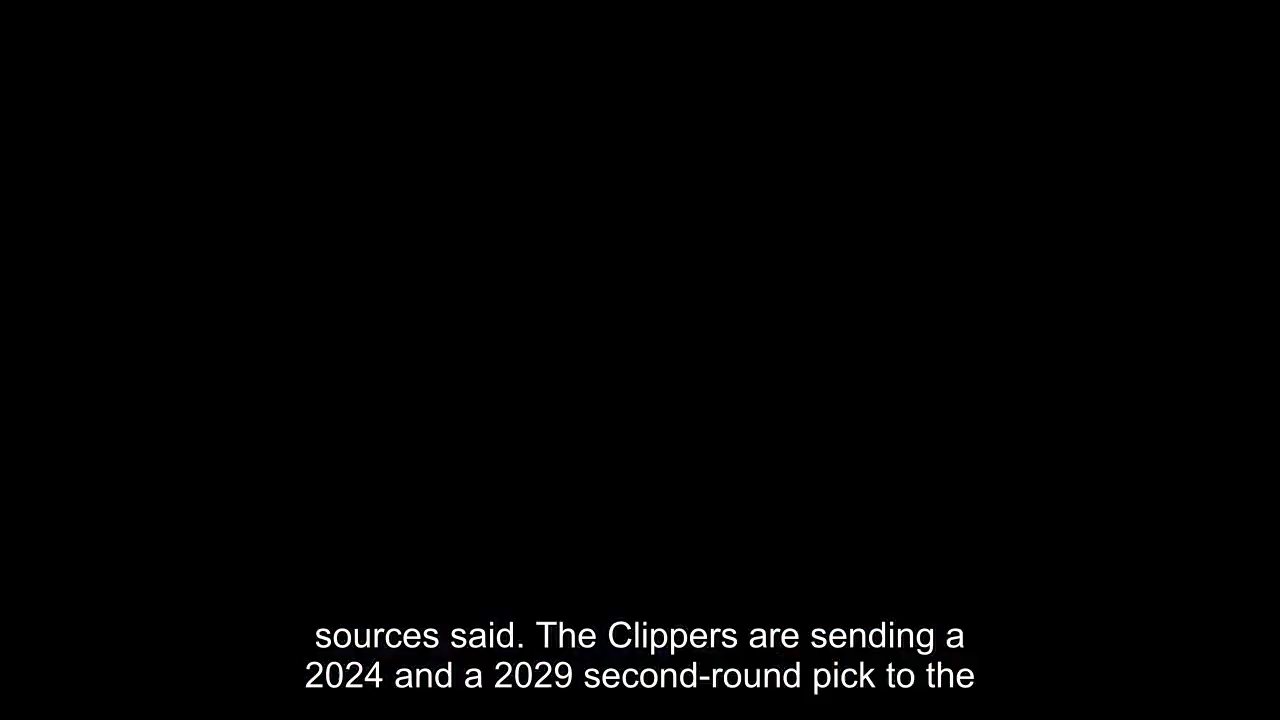 sources said. The Clippers are sending a
2024 and a 2029 second-round pick to the